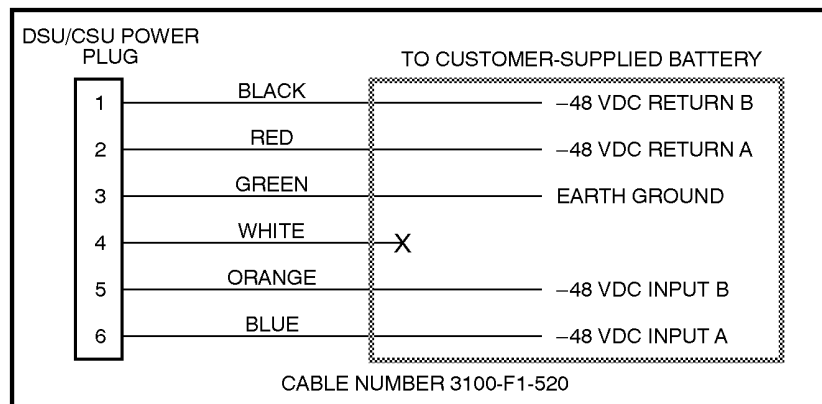 DSU/CSU POWER
PLUG
TO CUSTOMER-SUPPLIED BATTERY
1 BLACK −48 VDC RETURN B
2 RED −48 VDC RETURN A
3 GREEN EARTH GROUND
4 WHITE X
5 ORANGE −48 VDC INPUT B
6 BLUE −48 VDC INPUT A
CABLE NUMBER 3100-F1-520